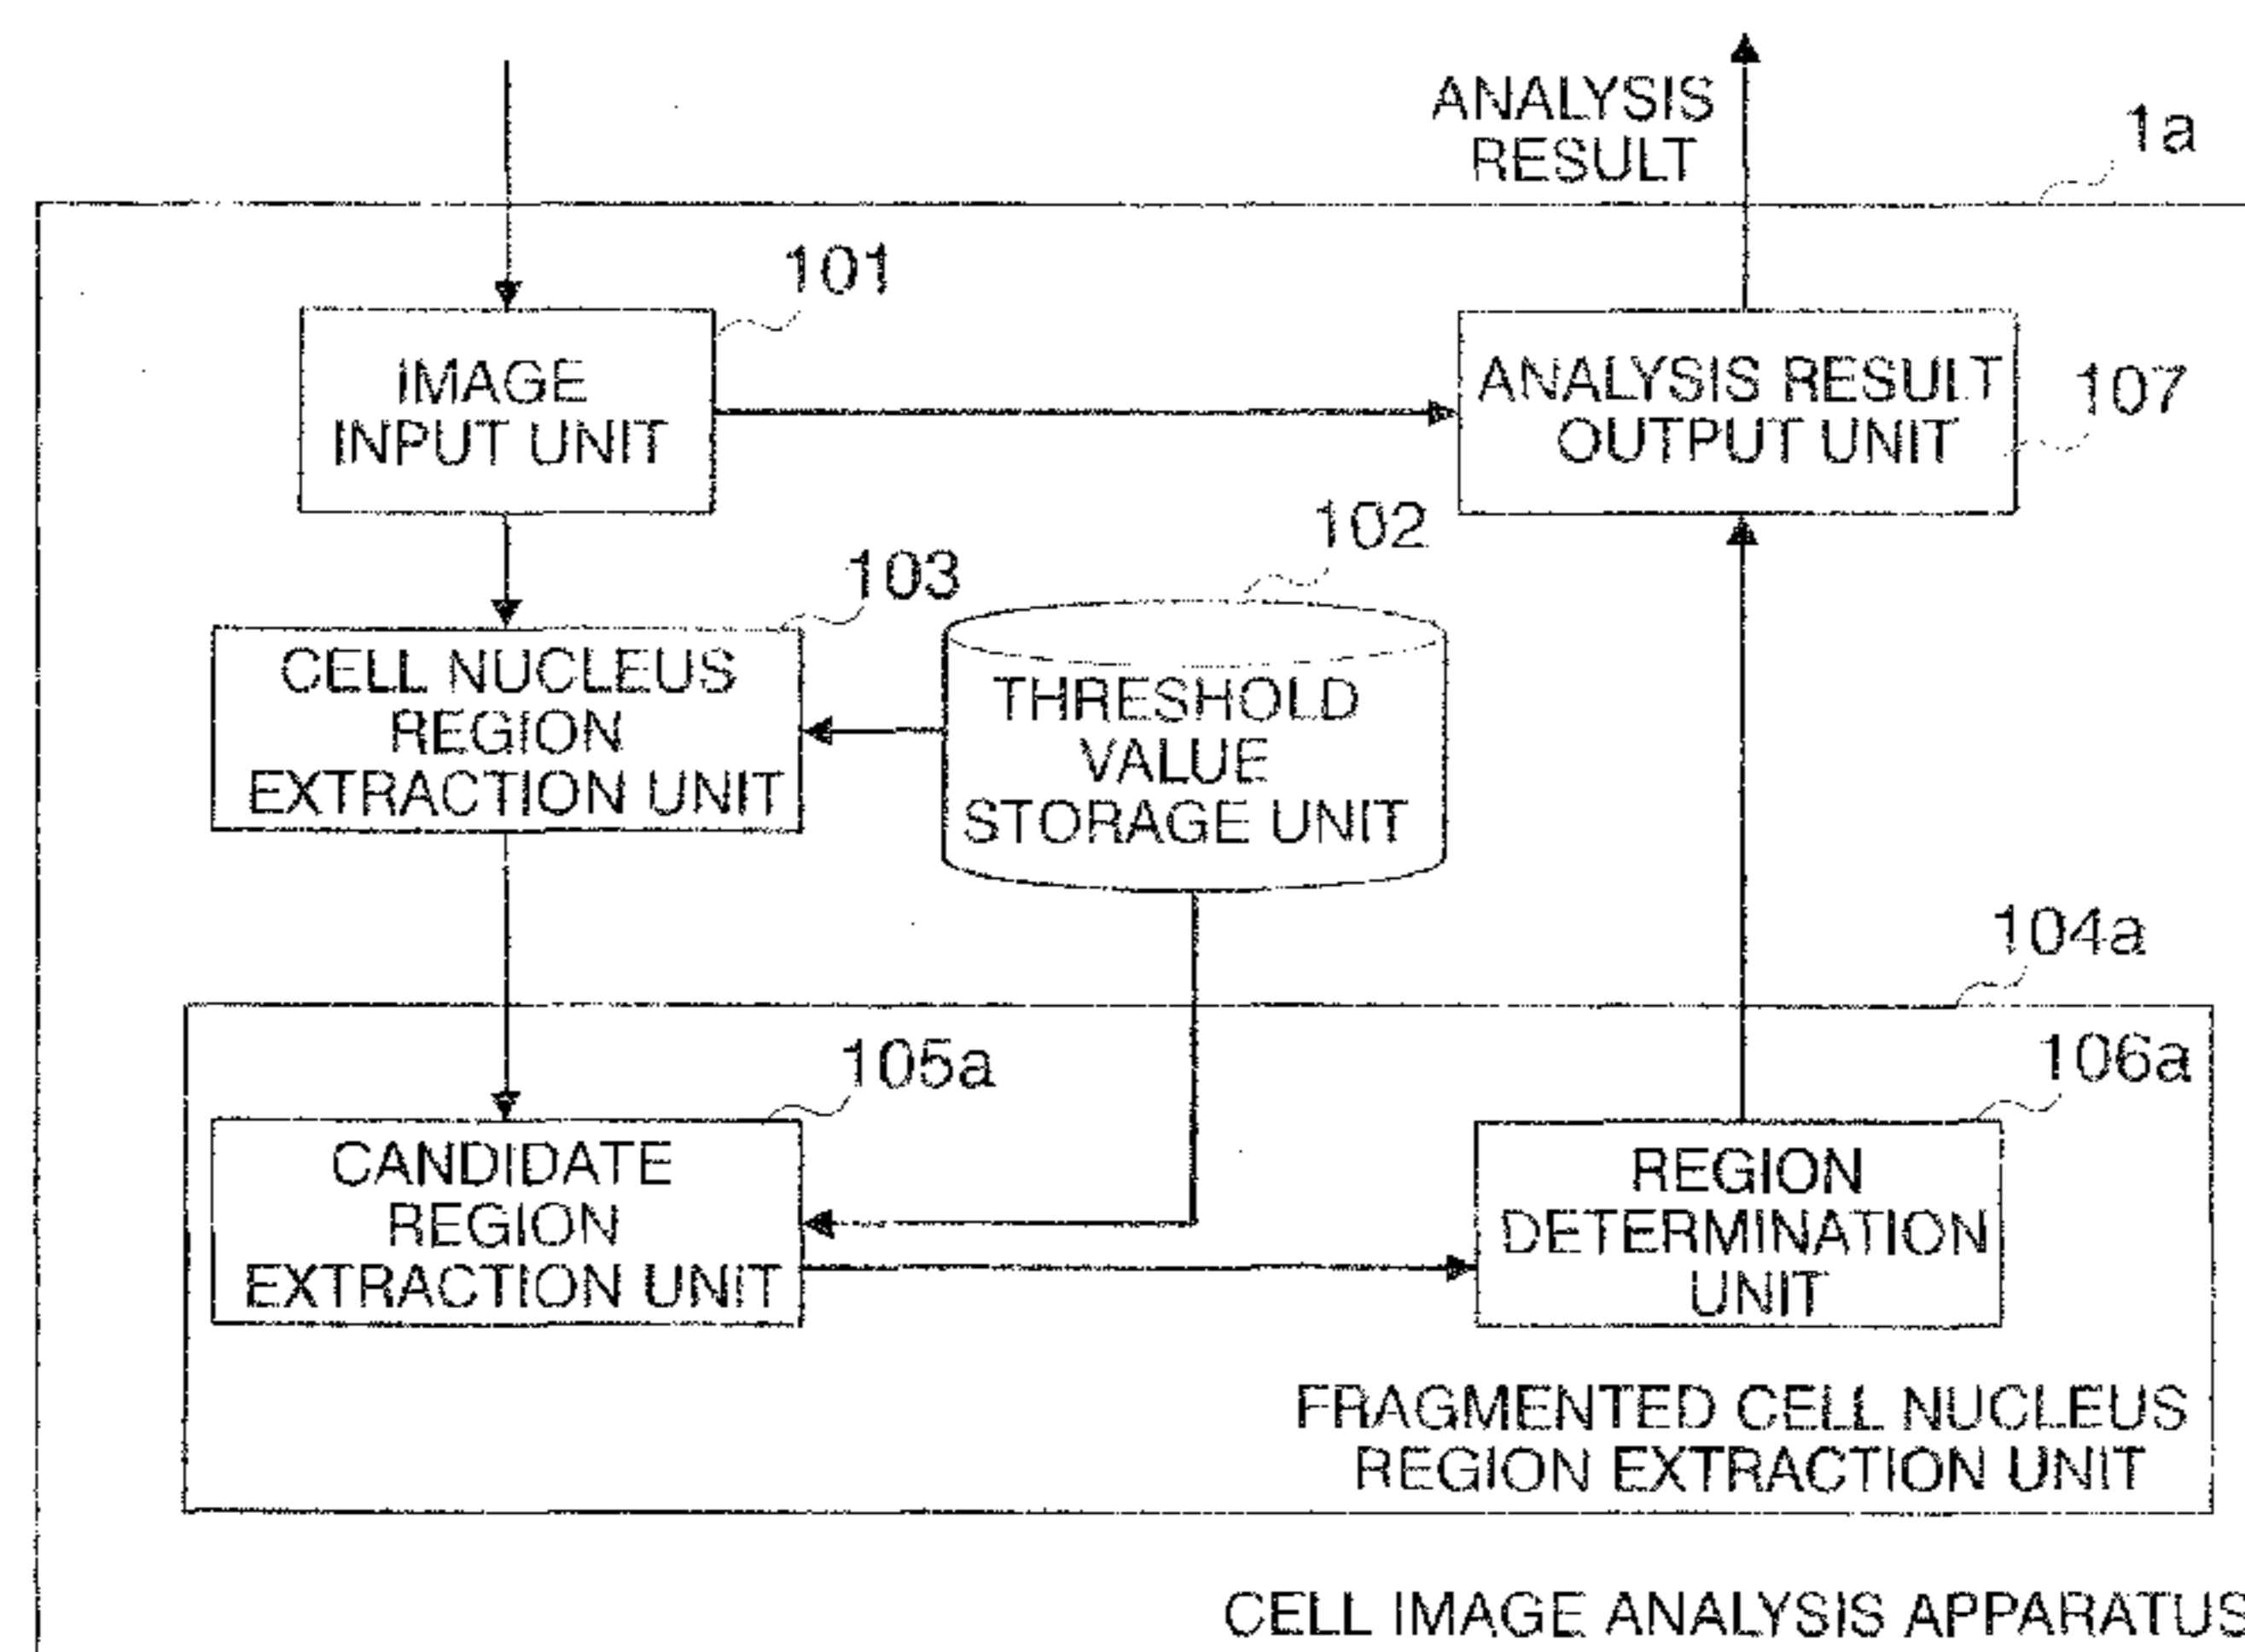 ANALYSIS
RESULT
1a
101
IMAGE
INPUT UNIT
ANALYSIS RESULT
OUTPUT UNIT
107
102
103
CELL NUCLEUS
REGION
EXTRACTION UNIT
THRESHOLD
VALUE
STORAGE UNIT
104a
105a
106a
CANDIDATE
REGION
EXTRACTION UNIT
REGION
DETERMINATION
UNIT
FRAGMENTED CELL NUCLEUS
REGION EXTRACTION UNIT
CELL IMAGE ANALYSIS APPARATUS